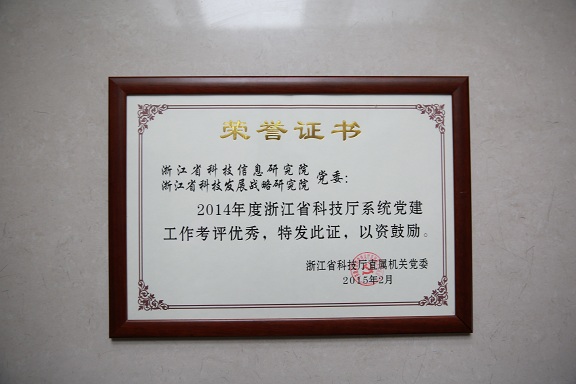 荣誉证书
浙江省科技信息研究院
浙江省科技发展战略研究院 党委：
2014年度浙江省科技厅系统党建
工作考评优秀，特发此证，以资鼓励。
浙江省科技厅直属机关党委
2015年2月